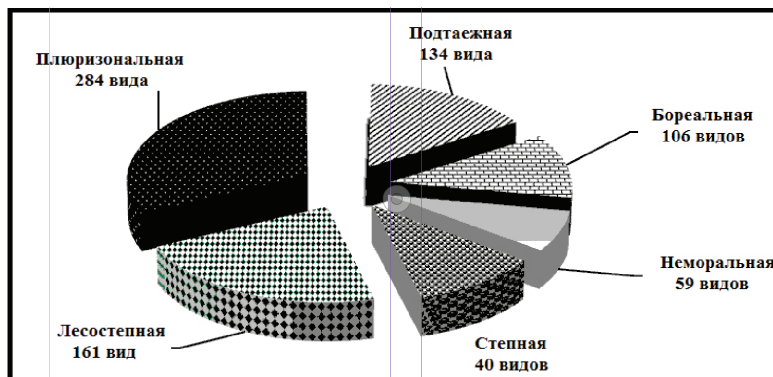 Плюризональная
284 вида
Подтаежная
134 вида
Бореальная
106 видов
Неморальная
59 видов
Степная
40 видов
Лесостепная
161 вид